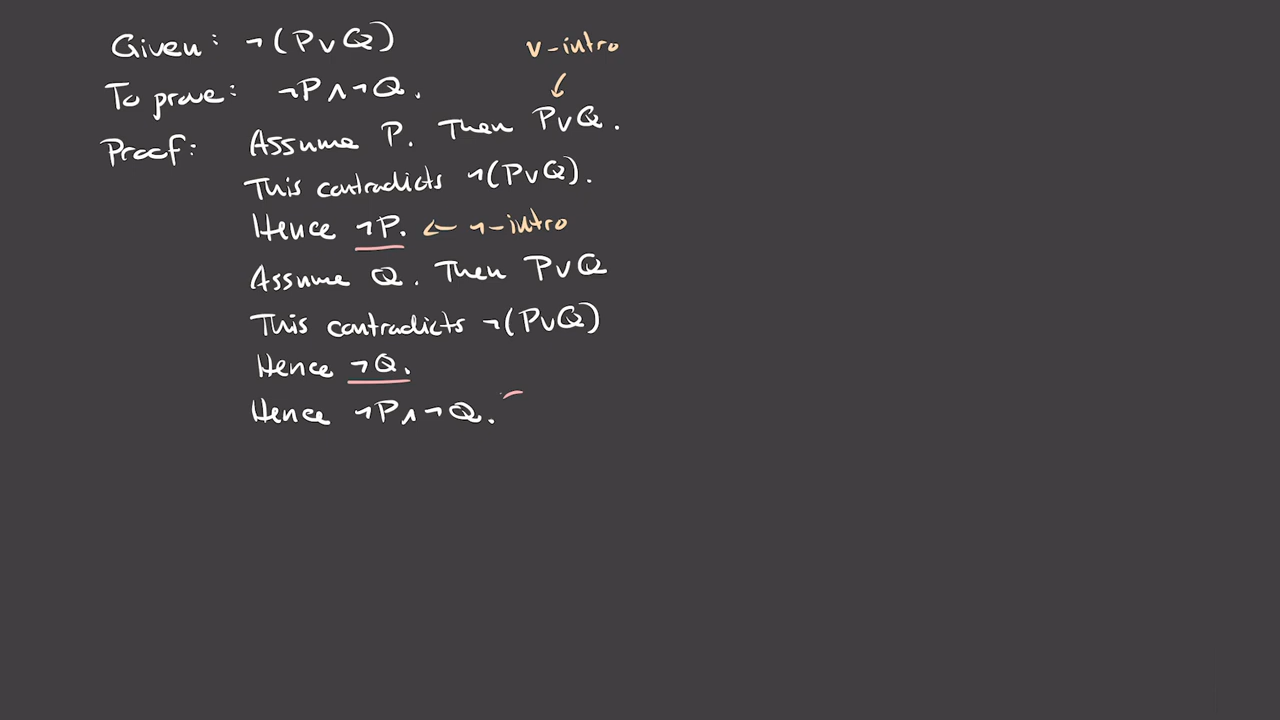 Given: ¬(P∨Q)
∨-intro
↓
To prove: ¬P∧¬Q.
Proof: Assume P. Then P∨Q.
This contradicts ¬(P∨Q).
Hence ¬P. ← ¬-intro
Assume Q. Then P∨Q
This contradicts ¬(P∨Q)
Hence ¬Q.
Hence ¬P∧¬Q.